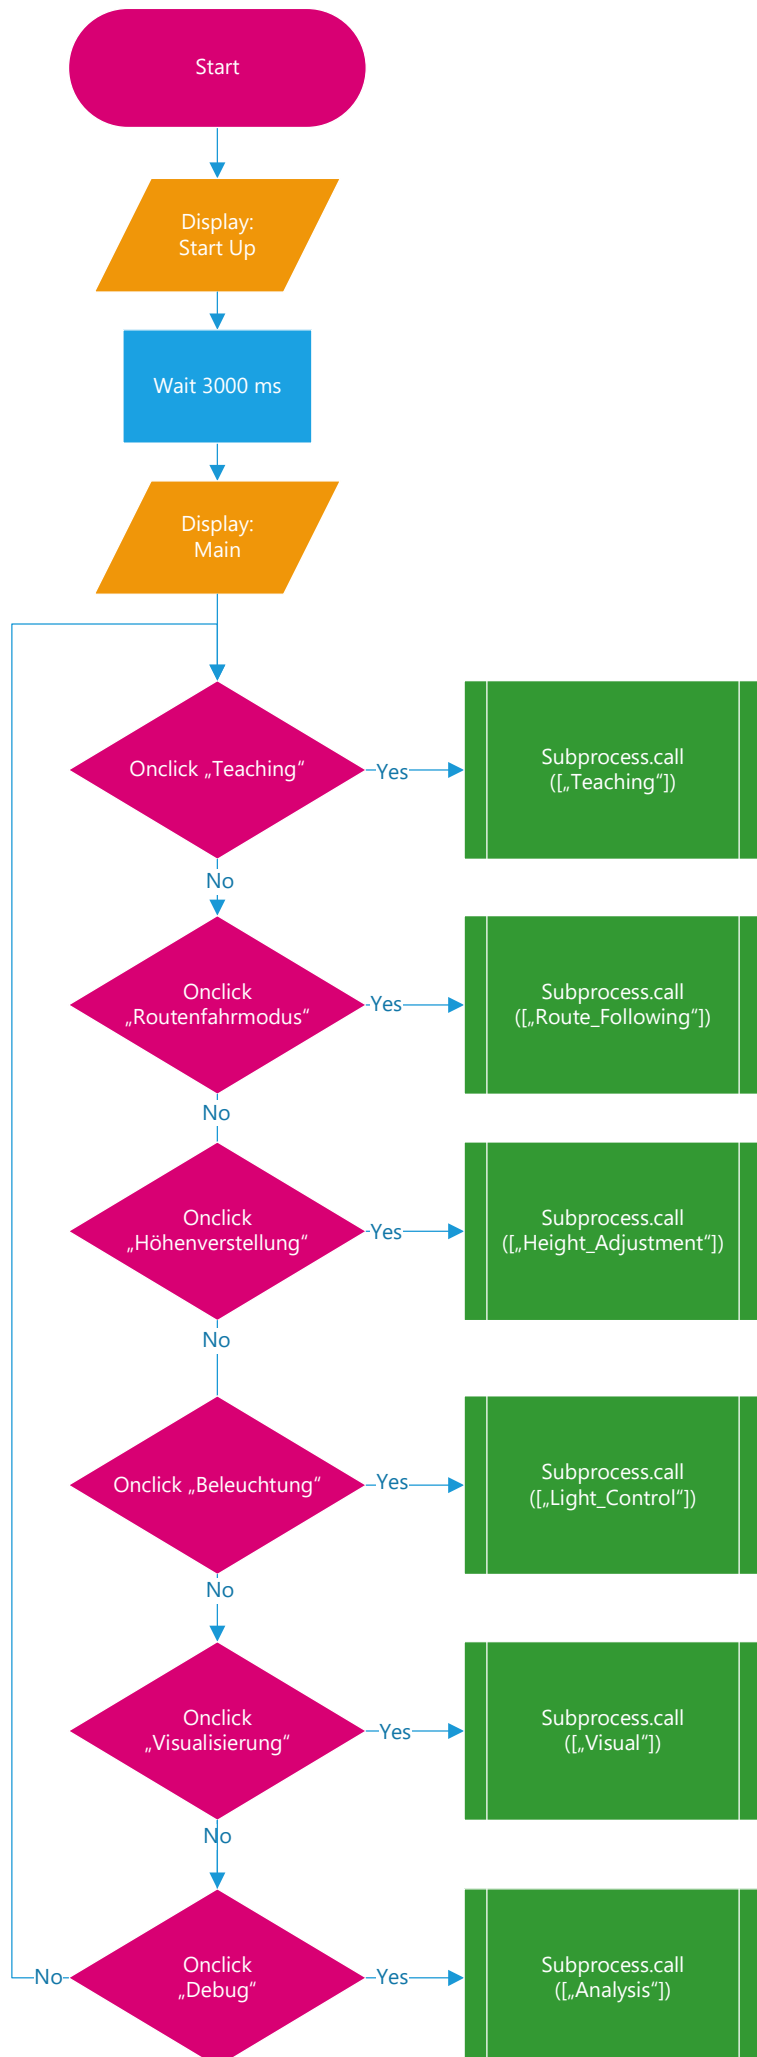 Start
Display:
Start Up
Wait 3000 ms
Display:
Main
Onclick „Teaching“
Yes
Subprocess.call
([„Teaching“])
No
Onclick
„Routenfahrmodus“
Yes
Subprocess.call
([„Route_Following“])
No
Onclick
„Höhenverstellung“
Yes
Subprocess.call
([„Height_Adjustment“])
No
Onclick „Beleuchtung“
Yes
Subprocess.call
([„Light_Control“])
No
Onclick
„Visualisierung“
Yes
Subprocess.call
([„Visual“])
No
Onclick
„Debug“
No
Yes
Subprocess.call
([„Analysis“])